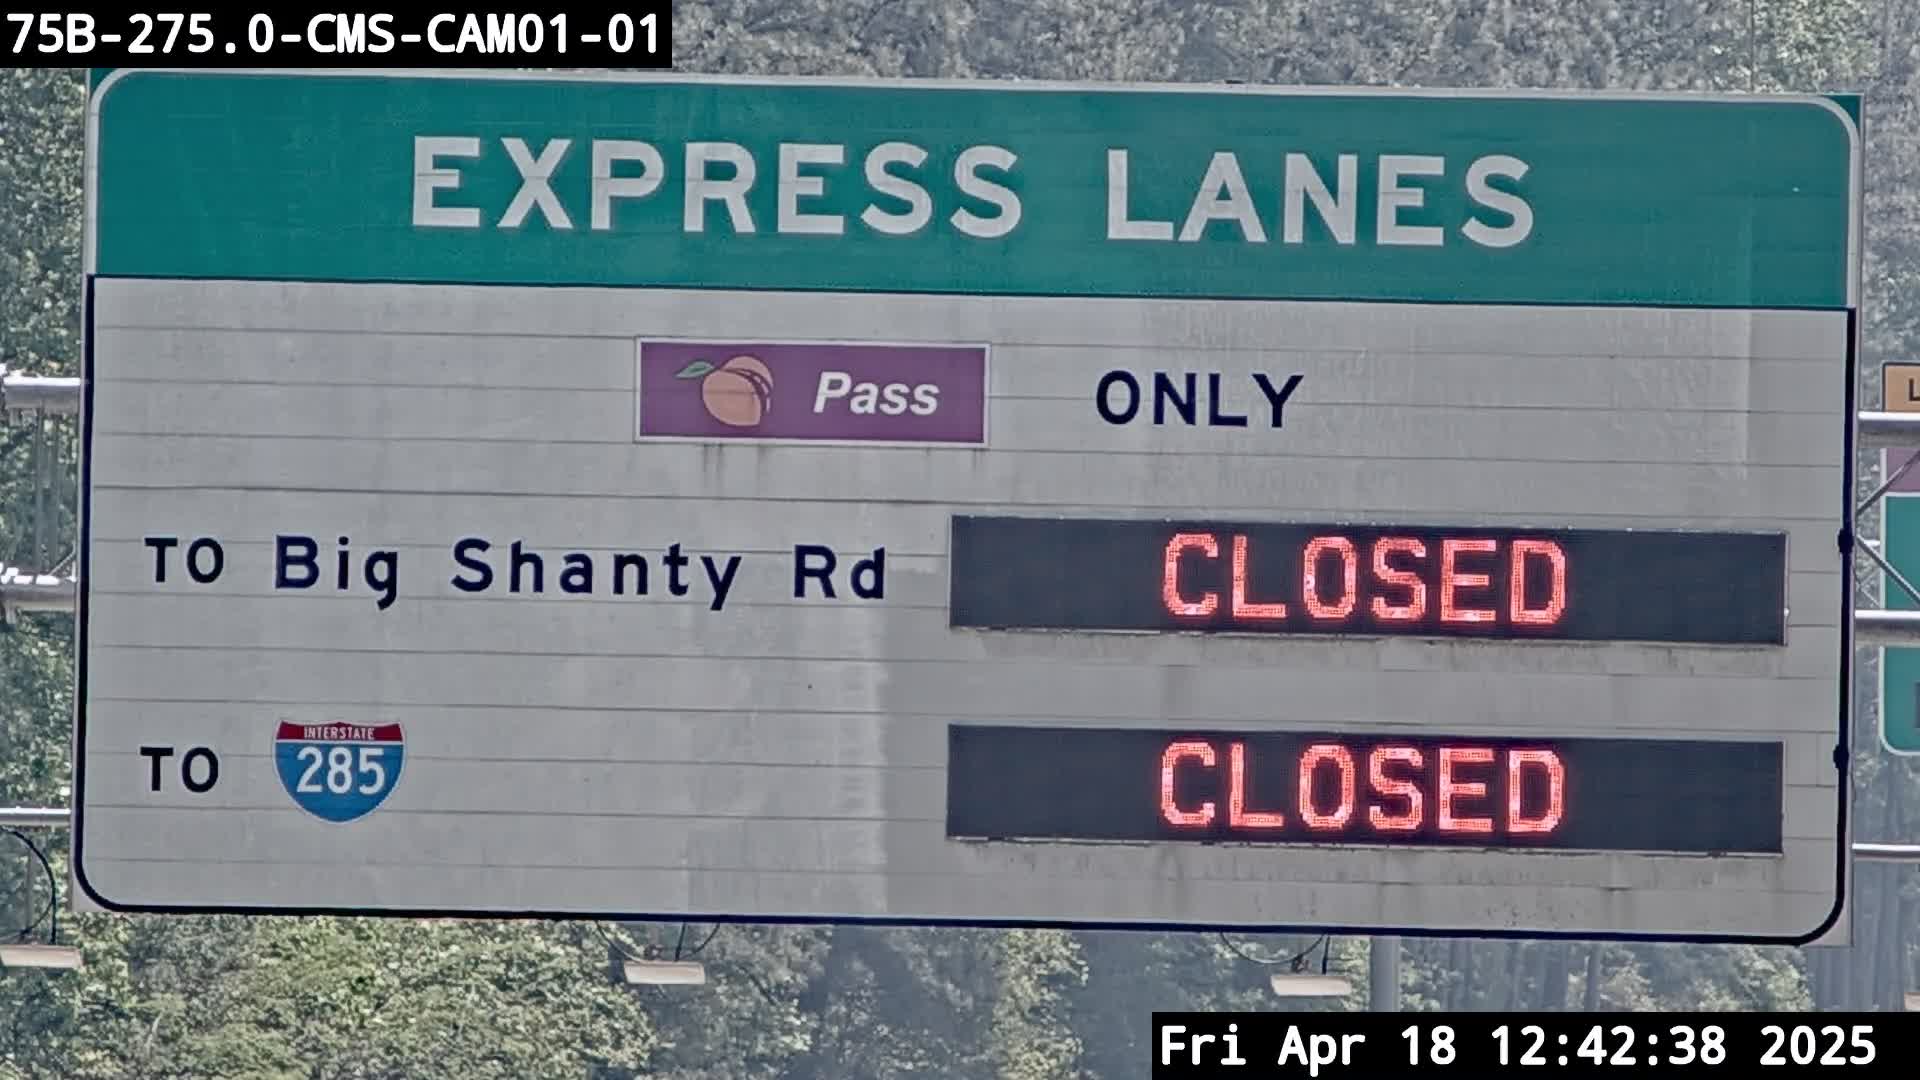 75B-275.0-CMS-CAM01-01
EXPRESS LANES
Pass ONLY
TO Big Shanty Rd CLOSED
TO INTERSTATE 285 CLOSED
Fri Apr 18 12:42:38 2025